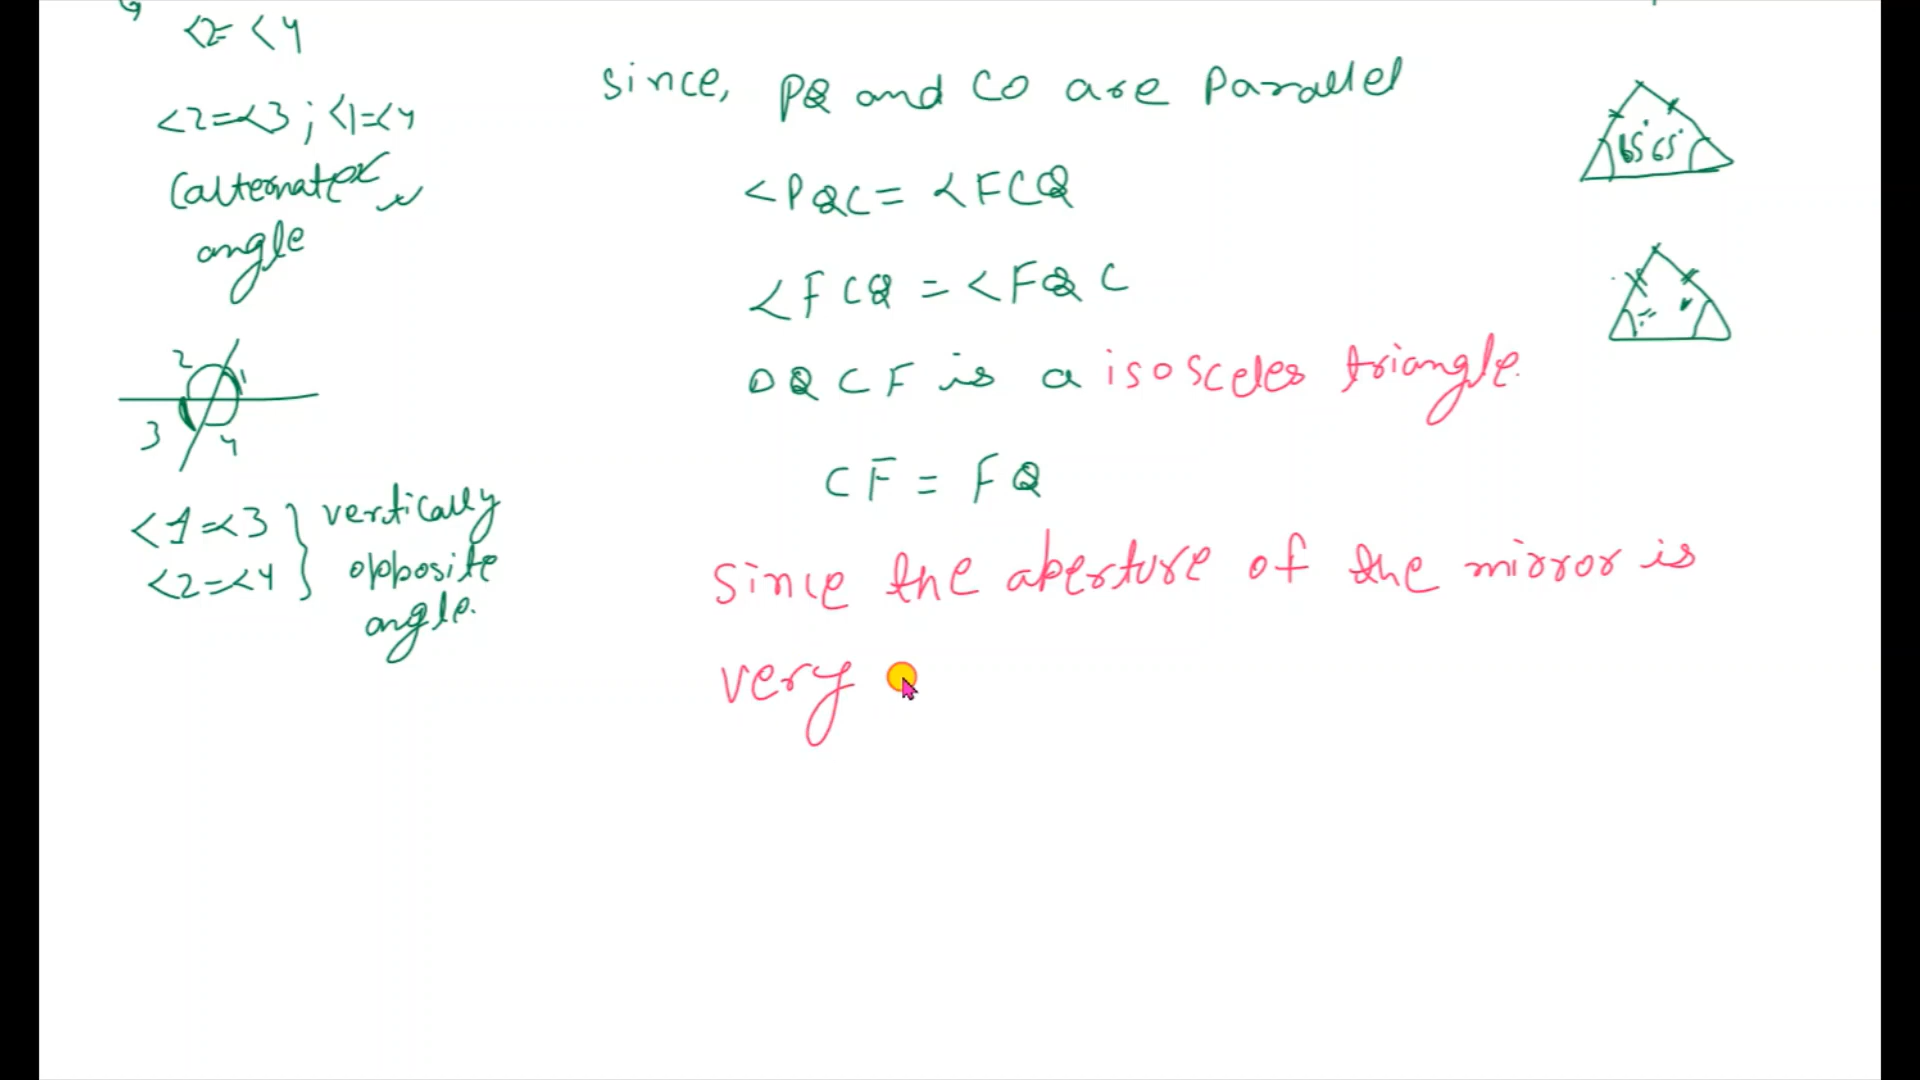 <2= <4
<2=<3; <1=<4
(alternate
angle
2
1
3
4
<1=<3
<2=<4
vertically
opposite
angle.
since, PQ and CO are Parallel
<PQC= <FCQ
<FCQ = <FQC
△QCF is a isosceles triangle.
CF = FQ
since the aperture of the mirror is
very
65° 65°